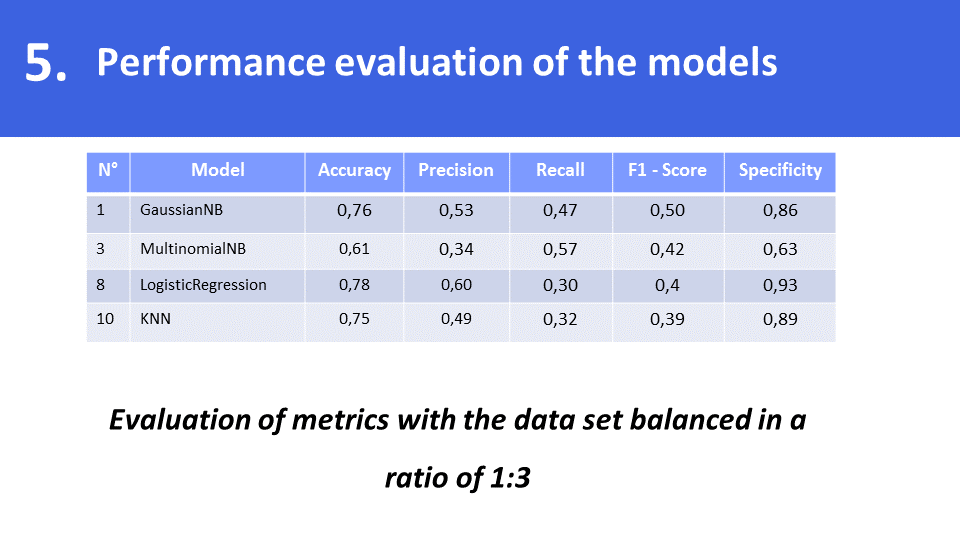 5. Performance evaluation of the models
N° Model Accuracy Precision Recall F1 - Score Specificity
1 GaussianNB 0,76 0,53 0,47 0,50 0,86
3 MultinomialNB 0,61 0,34 0,57 0,42 0,63
8 LogisticRegression 0,78 0,60 0,30 0,4 0,93
10 KNN 0,75 0,49 0,32 0,39 0,89
Evaluation of metrics with the data set balanced in a
ratio of 1:3